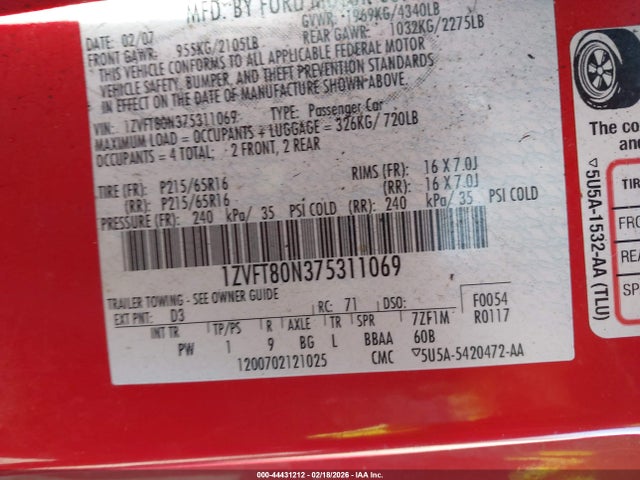 MFD. BY FORD MOTOR
DATE: 02/07 GVWR: 1969KG/4340LB
FRONT GAWR: 955KG/2105LB REAR GAWR: 1032KG/2275LB
THIS VEHICLE CONFORMS TO ALL APPLICABLE FEDERAL MOTOR
VEHICLE SAFETY, BUMPER, AND THEFT PREVENTION STANDARDS
IN EFFECT ON THE DATE OF MANUFACTURE SHOWN ABOVE.
VIN: 1ZVFT80N375311069 TYPE: Passenger Car
MAXIMUM LOAD = OCCUPANTS + LUGGAGE = 326KG/ 720LB
OCCUPANTS = 4 TOTAL; - 2 FRONT, 2 REAR
TIRE (FR): P215/65R16 RIMS (FR): 16 X 7.0J
(RR): P215/65R16 (RR): 16 X 7.0J
PRESSURE (FR): 240 kPa/ 35 PSI COLD (RR): 240 kPa/ 35 PSI COLD
1ZVFT80N375311069
TRAILER TOWING - SEE OWNER GUIDE
EXT PNT: D3 RC: 71 DSO: F0054
INT TR TP/PS R AXLE TR SPR 7ZF1M R0117
PW 1 9 BG L BBAA 60B
1200702121025 CMC ▽5U5A-5420472-AA
▽5U5A-1532-AA (TLU)
The co
and
TIR
FRO
REA
SP
000-44431212 - 02/18/2026 - IAA Inc.